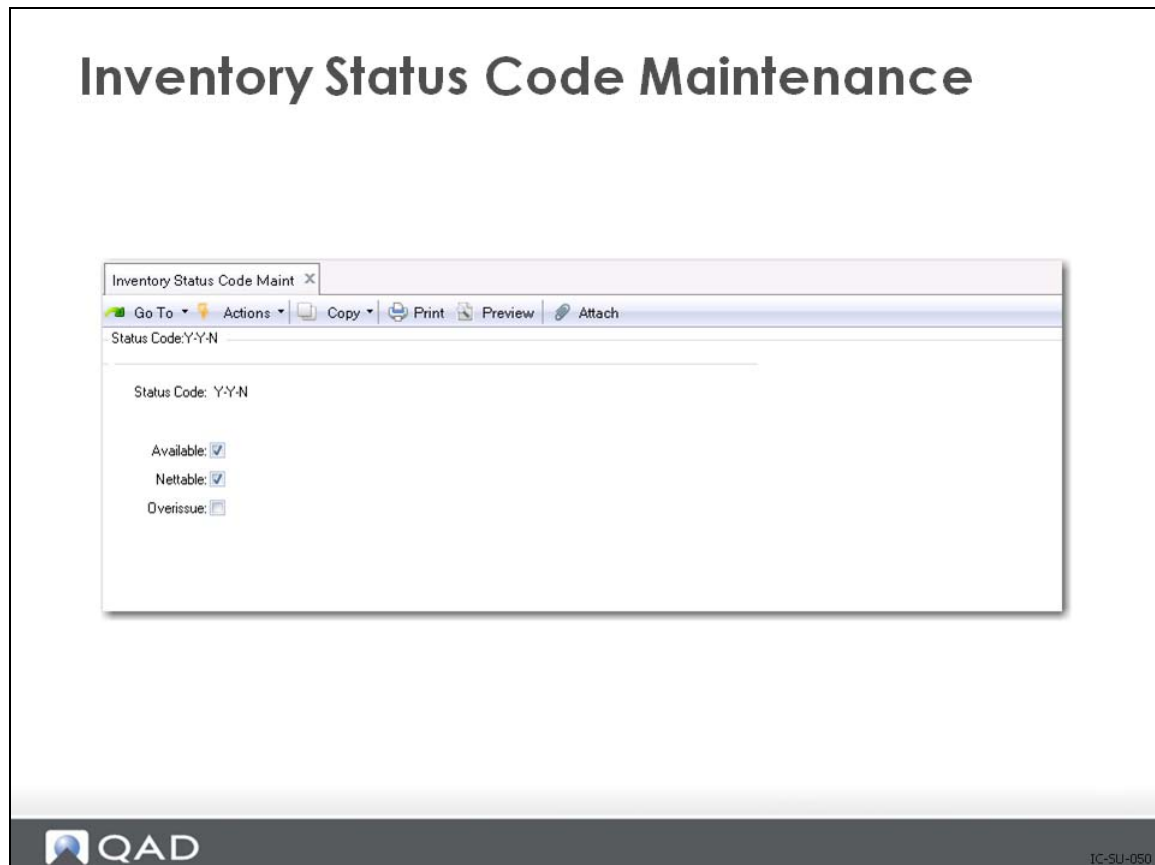 Inventory Status Code Maintenance
Inventory Status Code Maint
Go To Actions Copy Print Preview Attach
Status Code:Y-Y-N
Status Code: Y-Y-N
Available:
Nettable:
Overissue:
QAD
IC-SU-050